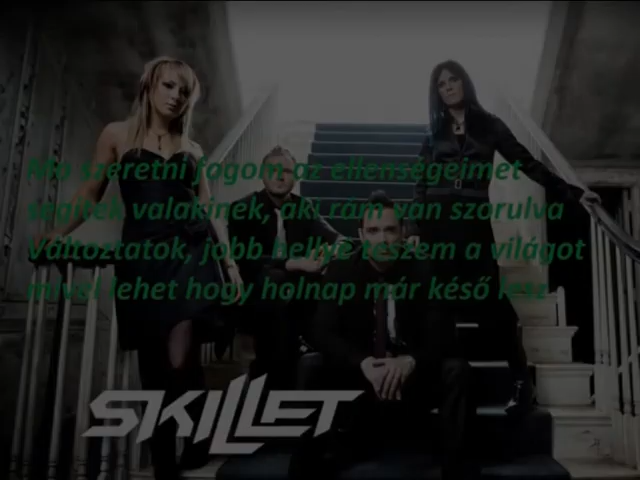 Ma szeretni fogom az ellenségeimet
segítek valakinek, aki rám van szorulva
Változtatok, jobb hellyé teszem a világot
mivel lehet hogy holnap már késő lesz
SKILLET